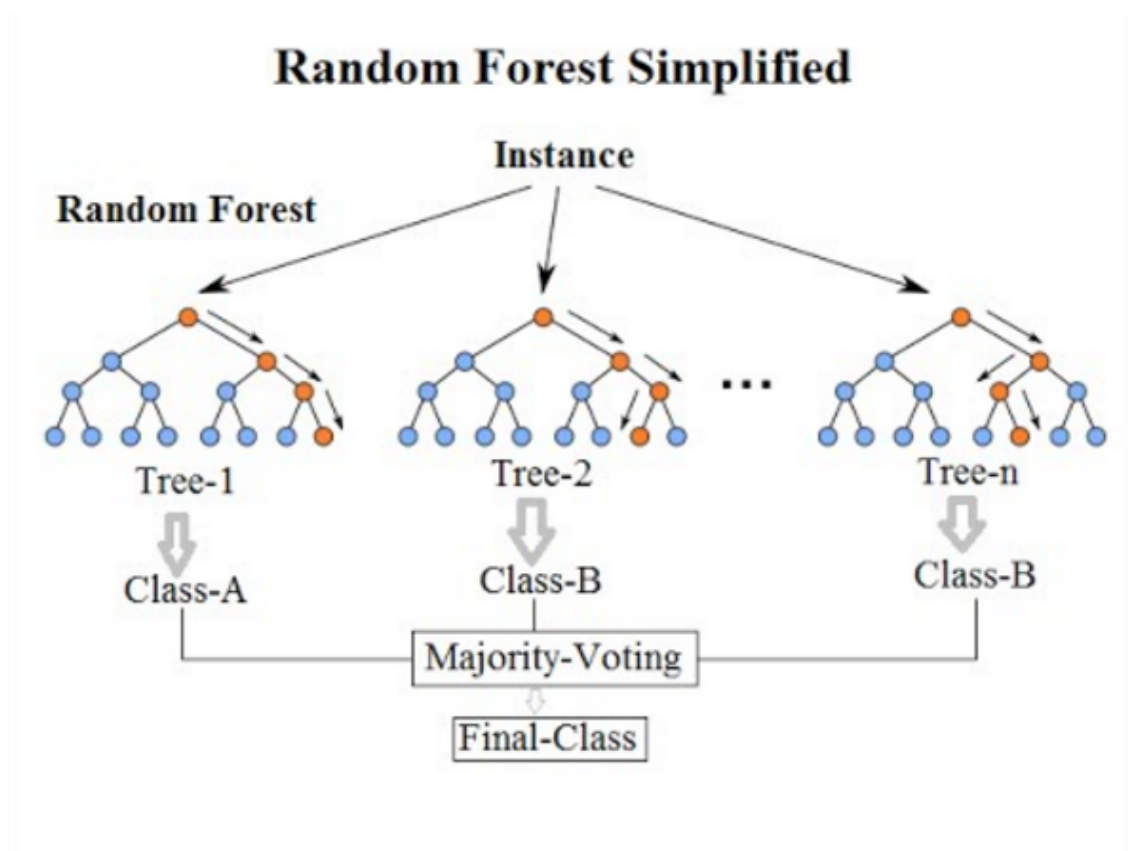 Random Forest Simplified
Instance
Random Forest
...
Tree-1
Tree-2
Tree-n
Class-A
Class-B
Class-B
Majority-Voting
Final-Class